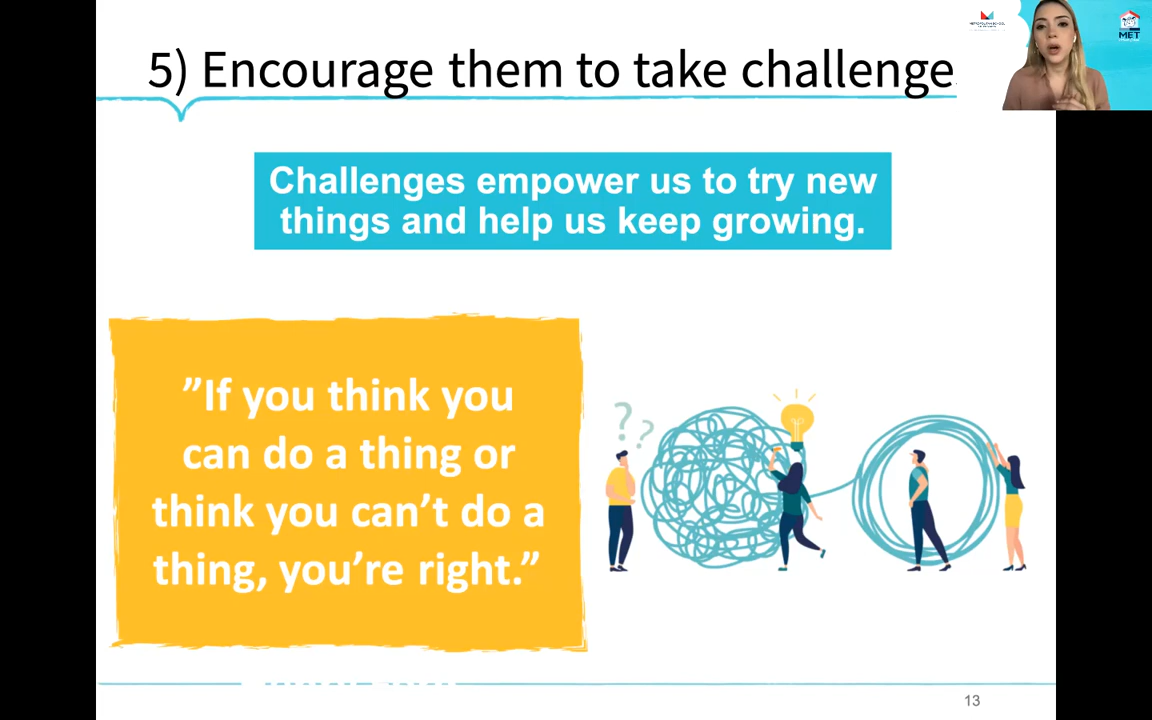 5) Encourage them to take challenge
Challenges empower us to try new
things and help us keep growing.
”If you think you
can do a thing or
think you can’t do a
thing, you’re right.”
??
13
MET